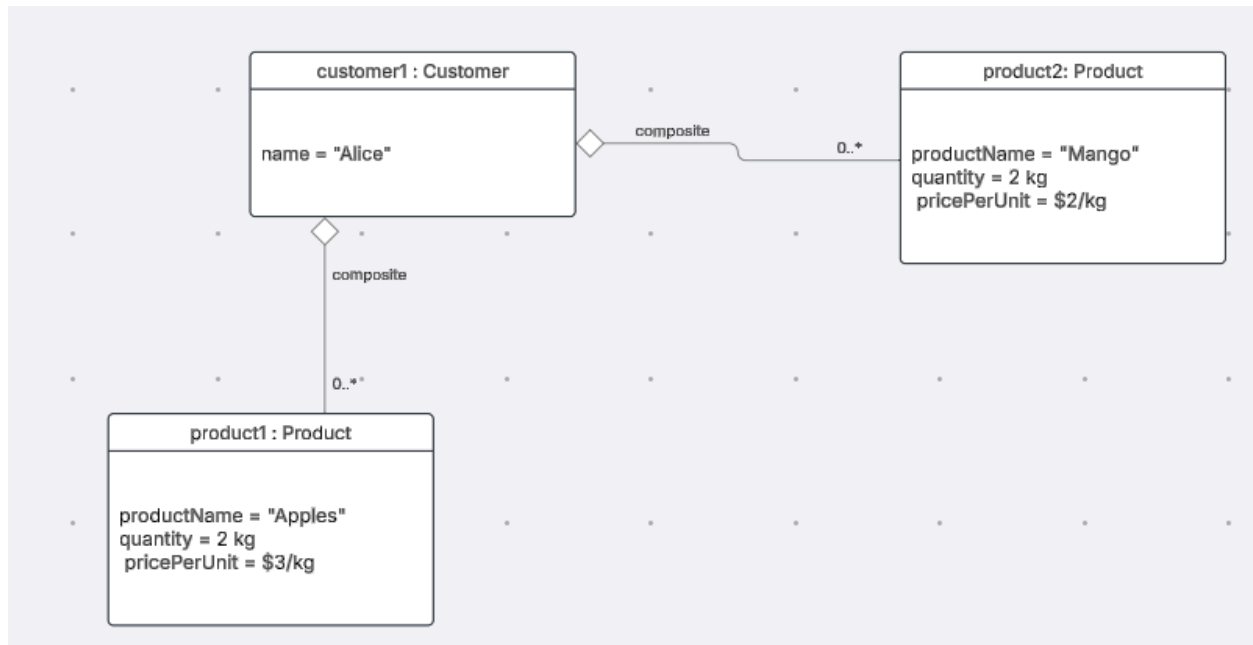 customer1 : Customer
name = "Alice"
composite
0..*
product2: Product
productName = "Mango"
quantity = 2 kg
pricePerUnit = $2/kg
composite
0..*
product1 : Product
productName = "Apples"
quantity = 2 kg
pricePerUnit = $3/kg